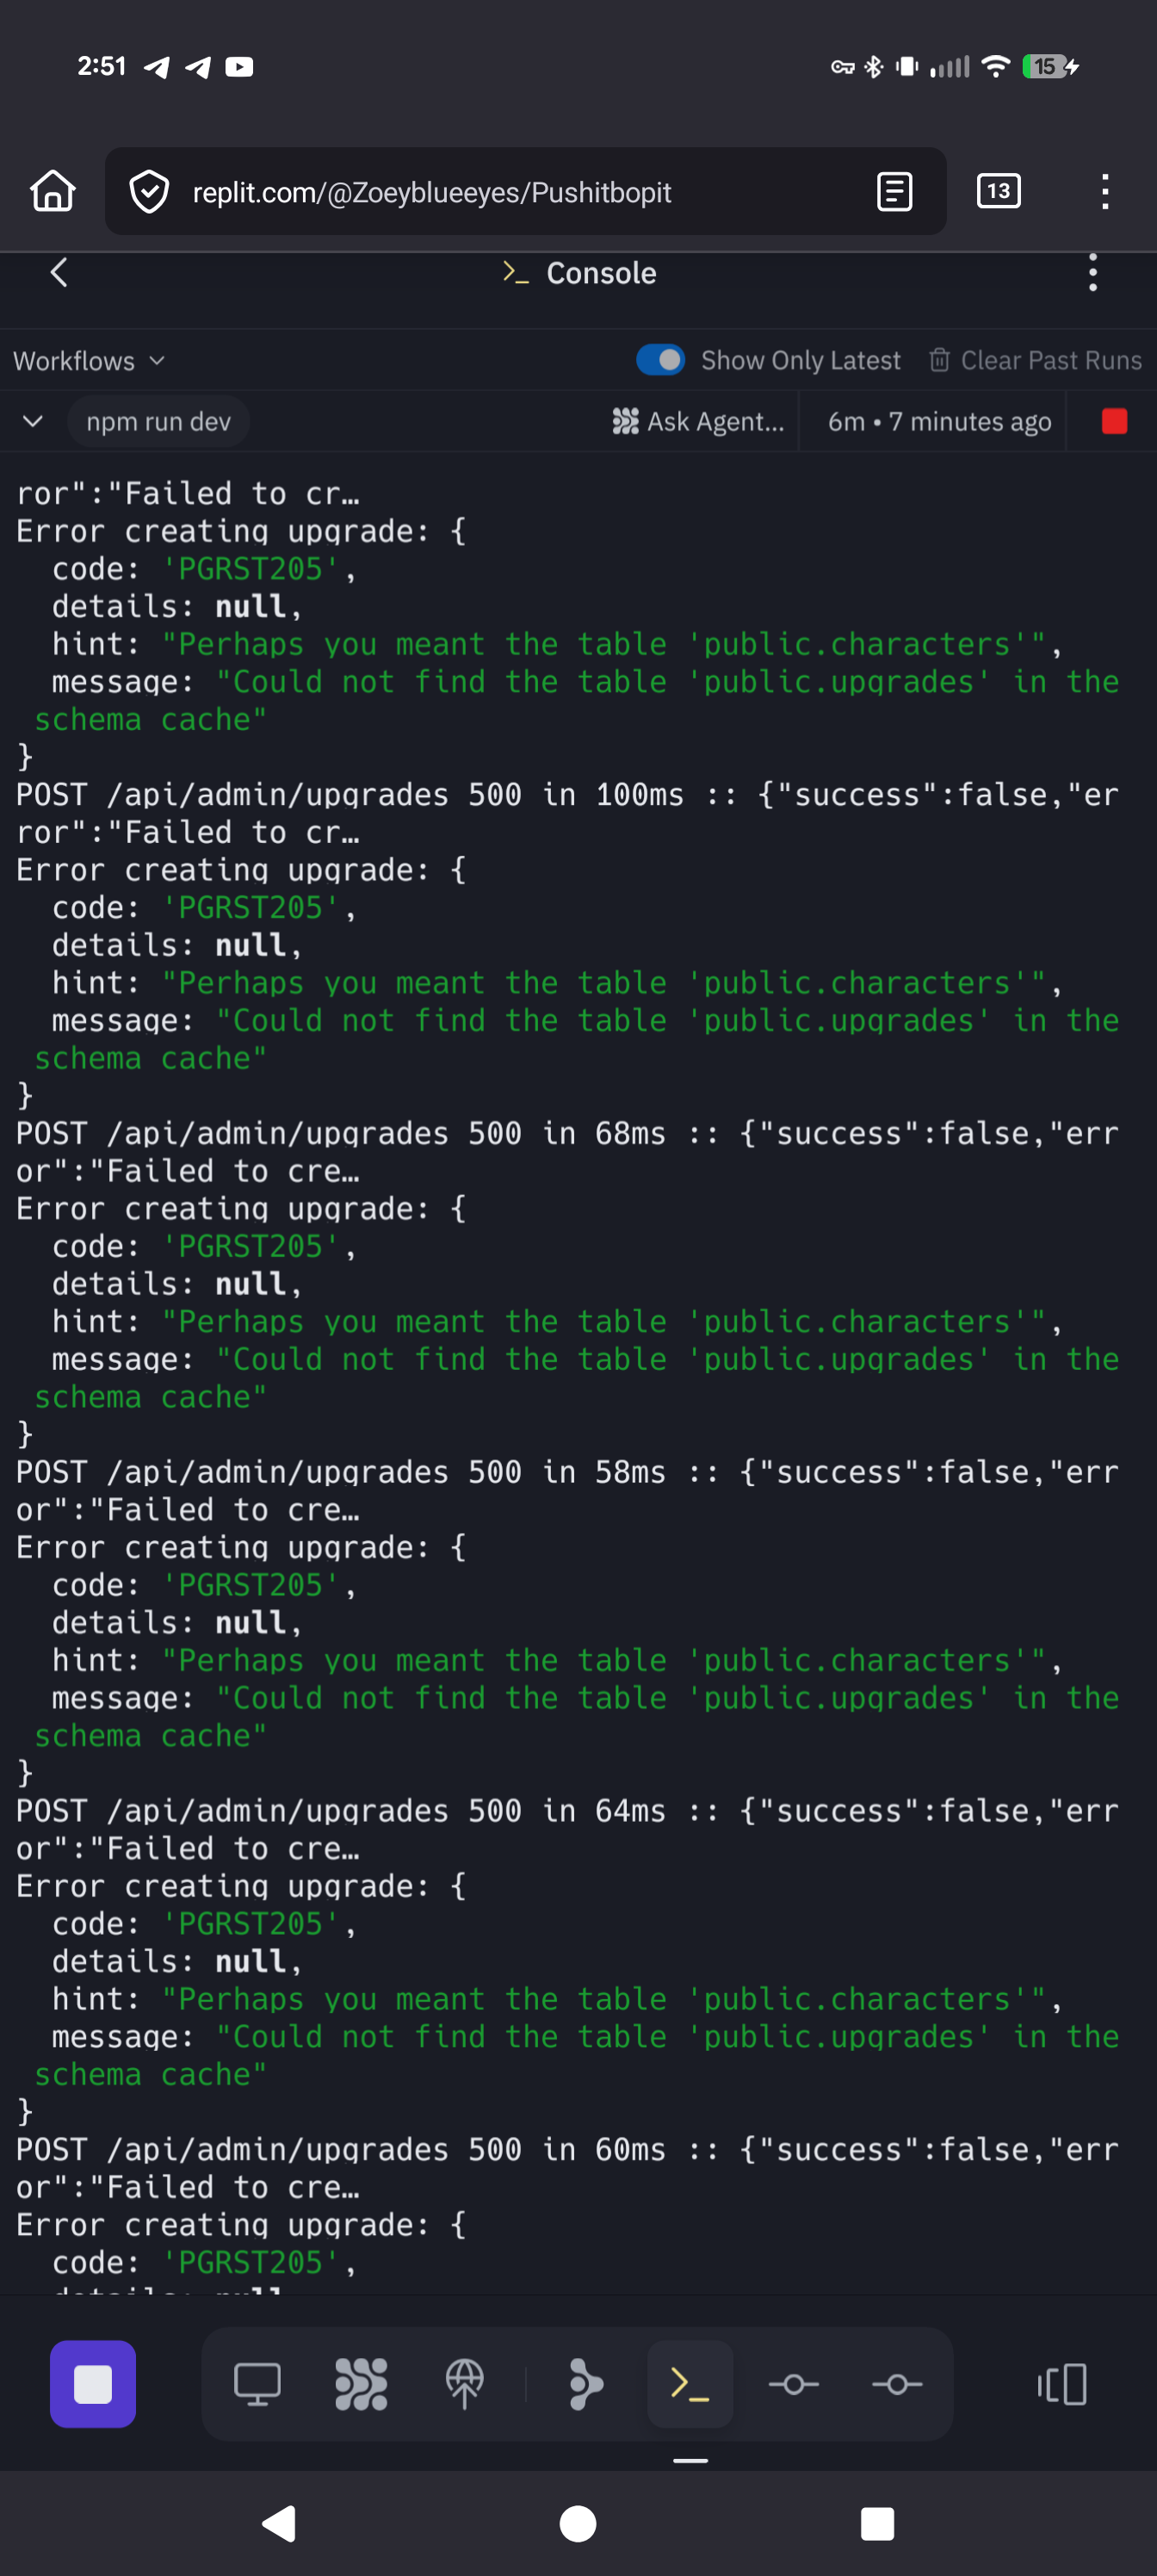 2:51
15
replit.com/@Zoeyblueeyes/Pushitbopit
13
>_ Console
Workflows
Show Only Latest
Clear Past Runs
npm run dev
Ask Agent...
6m • 7 minutes ago
ror":"Failed to cr…
Error creating upgrade: {
  code: 'PGRST205',
  details: null,
  hint: "Perhaps you meant the table 'public.characters'",
  message: "Could not find the table 'public.upgrades' in the
 schema cache"
}
POST /api/admin/upgrades 500 in 100ms :: {"success":false,"er
ror":"Failed to cr…
Error creating upgrade: {
  code: 'PGRST205',
  details: null,
  hint: "Perhaps you meant the table 'public.characters'",
  message: "Could not find the table 'public.upgrades' in the
 schema cache"
}
POST /api/admin/upgrades 500 in 68ms :: {"success":false,"err
or":"Failed to cre…
Error creating upgrade: {
  code: 'PGRST205',
  details: null,
  hint: "Perhaps you meant the table 'public.characters'",
  message: "Could not find the table 'public.upgrades' in the
 schema cache"
}
POST /api/admin/upgrades 500 in 58ms :: {"success":false,"err
or":"Failed to cre…
Error creating upgrade: {
  code: 'PGRST205',
  details: null,
  hint: "Perhaps you meant the table 'public.characters'",
  message: "Could not find the table 'public.upgrades' in the
 schema cache"
}
POST /api/admin/upgrades 500 in 64ms :: {"success":false,"err
or":"Failed to cre…
Error creating upgrade: {
  code: 'PGRST205',
  details: null,
  hint: "Perhaps you meant the table 'public.characters'",
  message: "Could not find the table 'public.upgrades' in the
 schema cache"
}
POST /api/admin/upgrades 500 in 60ms :: {"success":false,"err
or":"Failed to cre…
Error creating upgrade: {
  code: 'PGRST205',